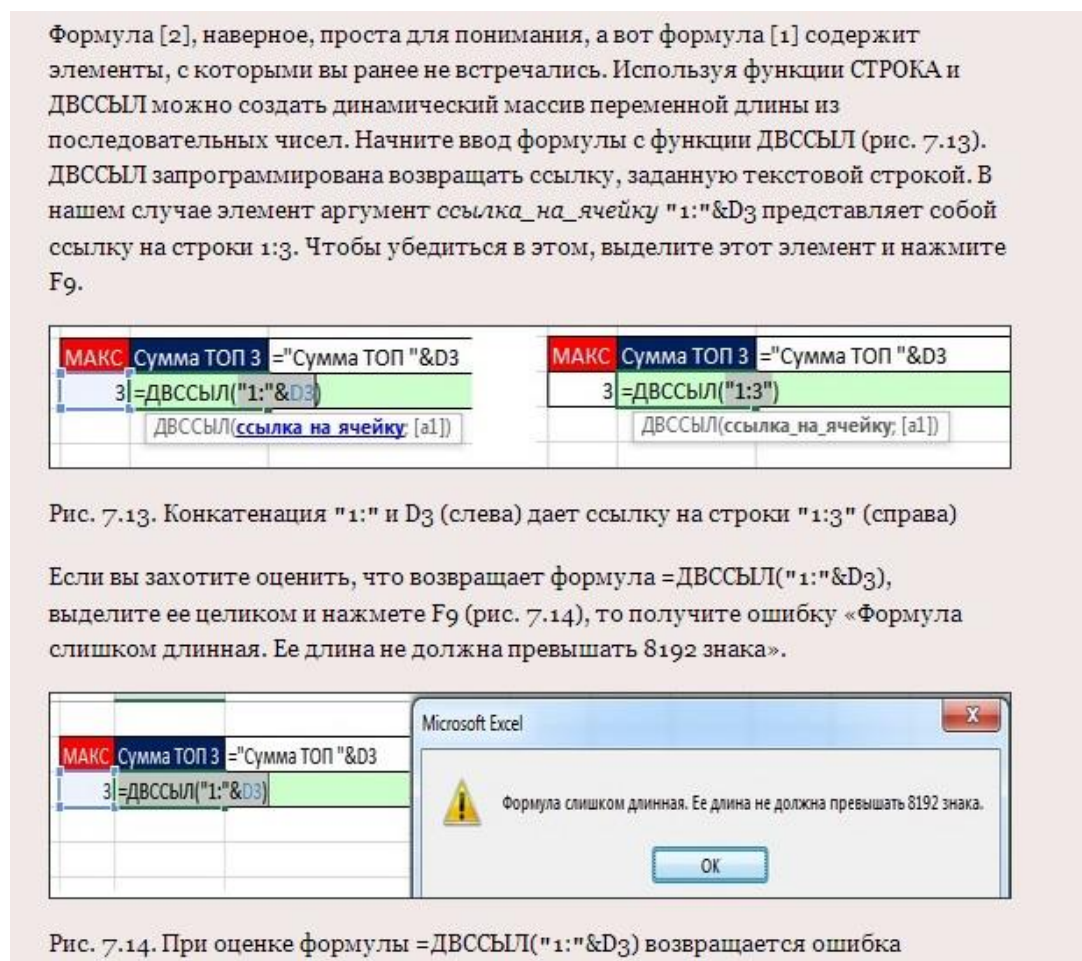 Формула [2], наверное, проста для понимания, а вот формула [1] содержит
элементы, с которыми вы ранее не встречались. Используя функции СТРОКА и
ДВССЫЛ можно создать динамический массив переменной длины из
последовательных чисел. Начните ввод формулы с функции ДВССЫЛ (рис. 7.13).
ДВССЫЛ запрограммирована возвращать ссылку, заданную текстовой строкой. В
нашем случае элемент аргумент ссылка_на_ячейку "1:"&D3 представляет собой
ссылку на строки 1:3. Чтобы убедиться в этом, выделите этот элемент и нажмите
F9.
МАКС Сумма ТОП 3 ="Сумма ТОП "&D3
3 =ДВССЫЛ("1:"&D3)
ДВССЫЛ(ссылка_на_ячейку; [a1])
МАКС Сумма ТОП 3 ="Сумма ТОП "&D3
3 =ДВССЫЛ("1:3")
ДВССЫЛ(ссылка_на_ячейку; [a1])
Рис. 7.13. Конкатенация "1:" и D3 (слева) дает ссылку на строки "1:3" (справа)
Если вы захотите оценить, что возвращает формула =ДВССЫЛ("1:"&D3),
выделите ее целиком и нажмете F9 (рис. 7.14), то получите ошибку «Формула
слишком длинная. Ее длина не должна превышать 8192 знака».
МАКС Сумма ТОП 3 ="Сумма ТОП "&D3
3 =ДВССЫЛ("1:"&D3)
Microsoft Excel
X
Формула слишком длинная. Ее длина не должна превышать 8192 знака.
ОК
Рис. 7.14. При оценке формулы =ДВССЫЛ("1:"&D3) возвращается ошибка